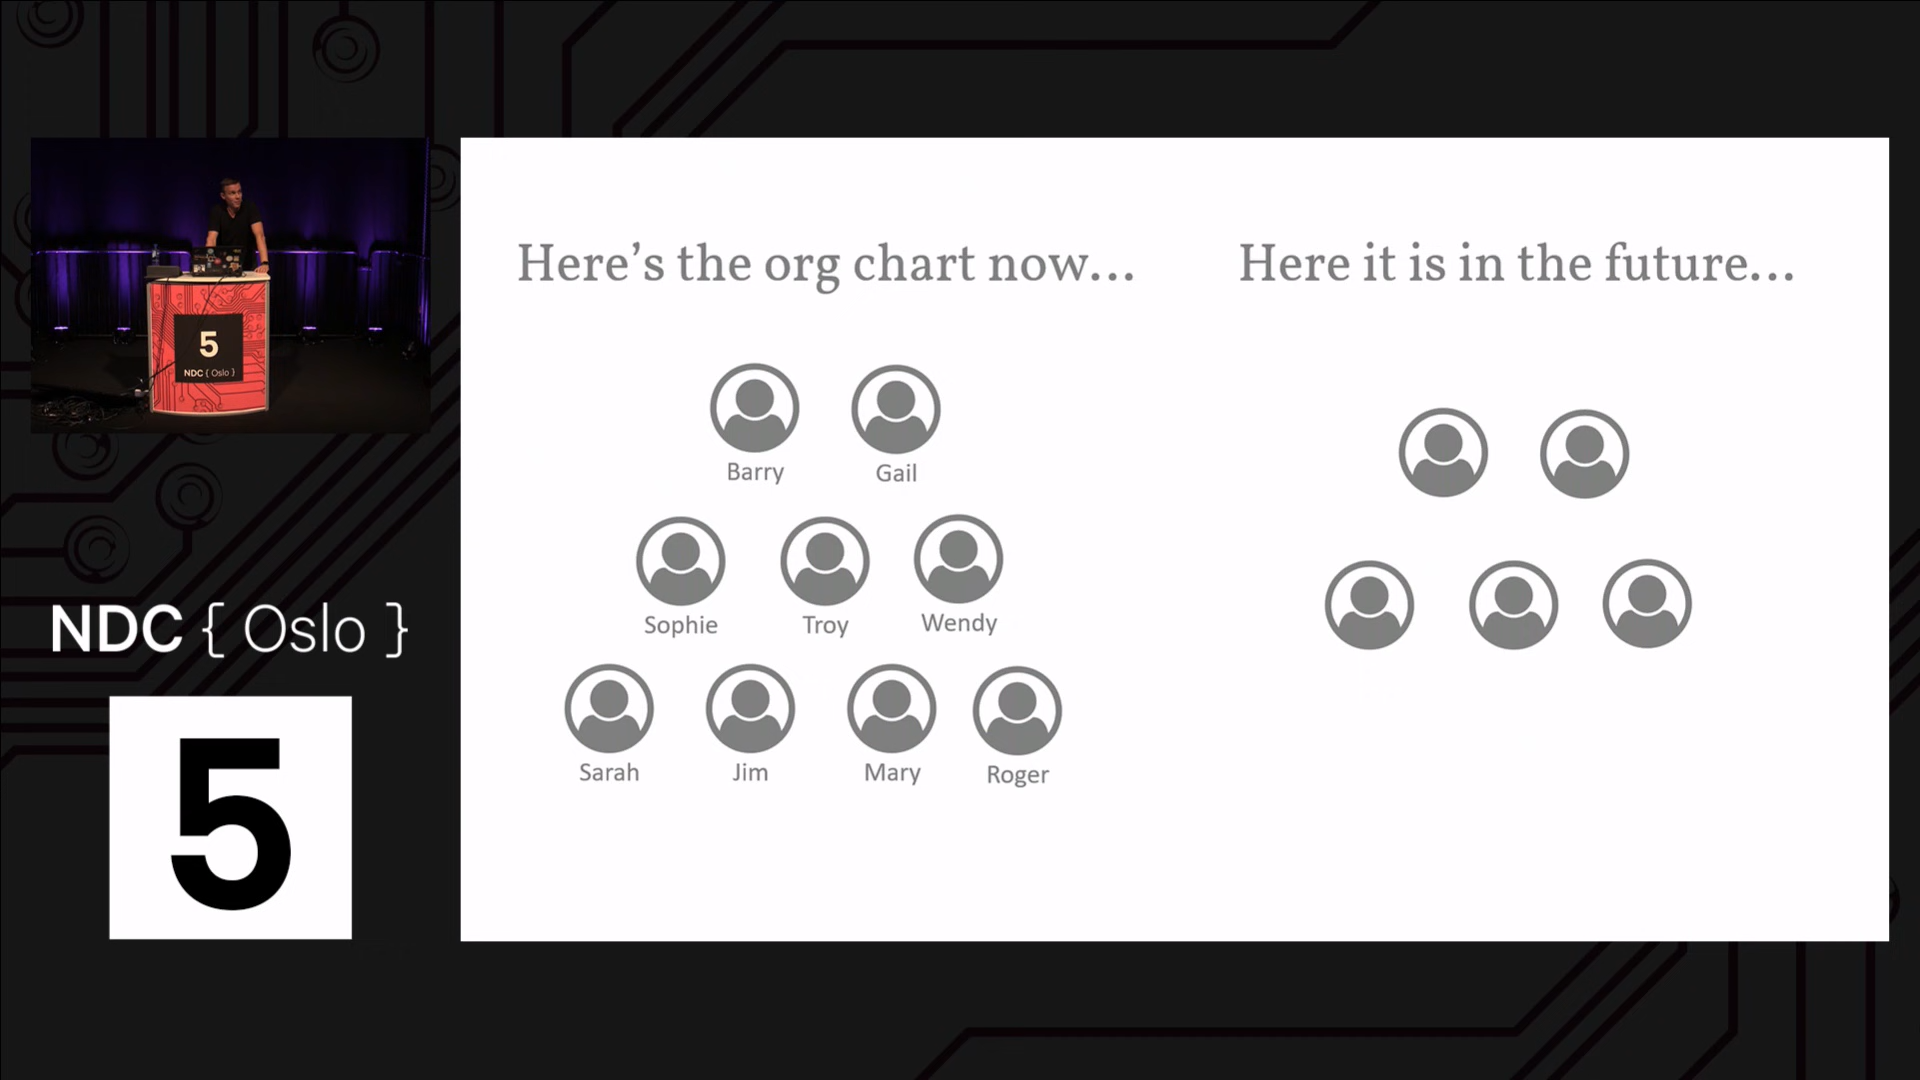 5
NDC { Oslo }
NDC { Oslo }
5
Here's the org chart now...
Barry Gail
Sophie Troy Wendy
Sarah Jim Mary Roger
Here it is in the future...